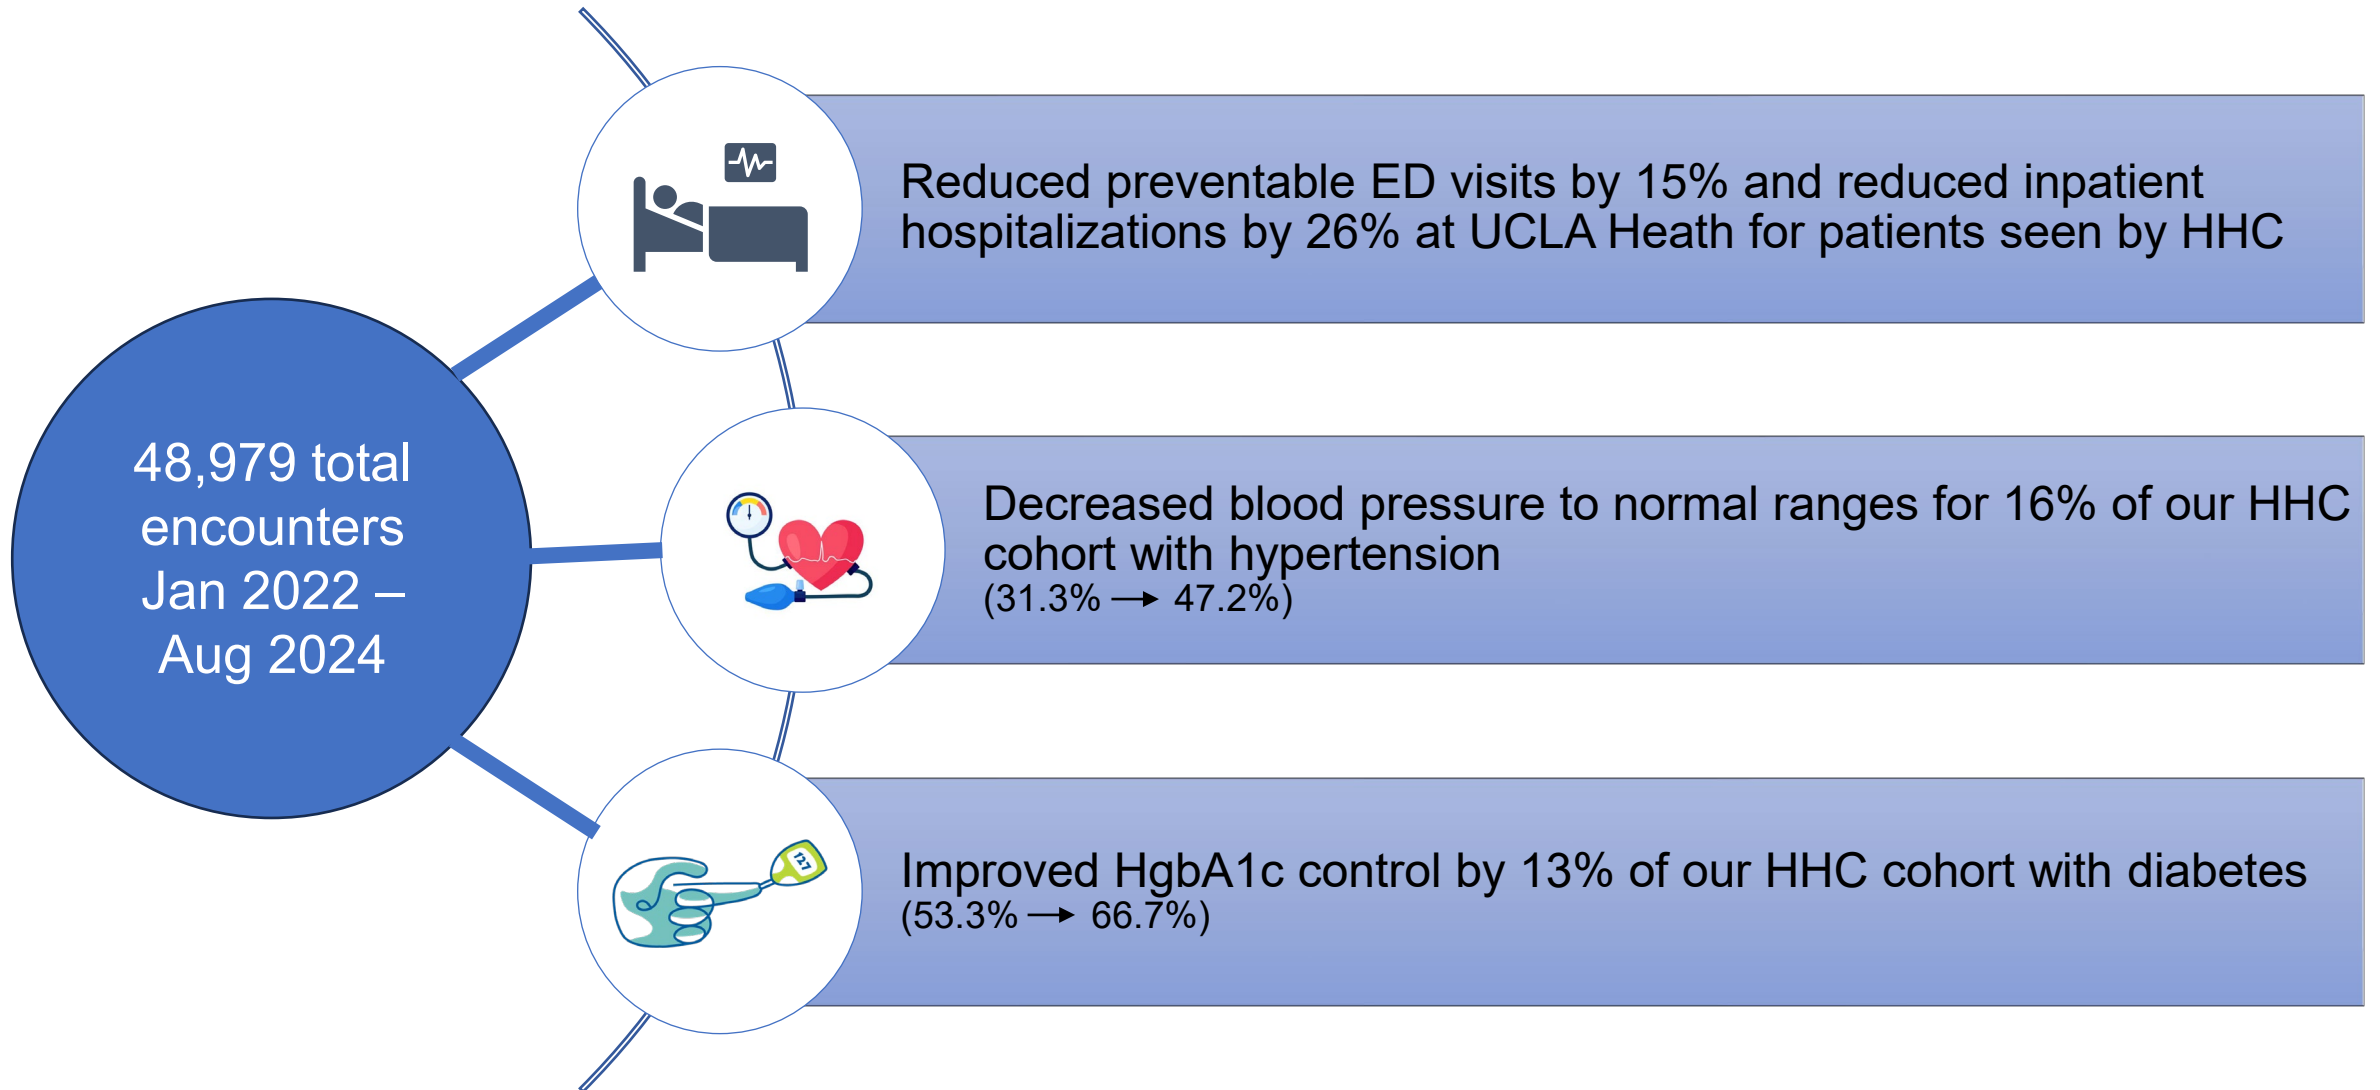 48,979 total
encounters
Jan 2022 –
Aug 2024
Reduced preventable ED visits by 15% and reduced inpatient
hospitalizations by 26% at UCLA Heath for patients seen by HHC
Decreased blood pressure to normal ranges for 16% of our HHC
cohort with hypertension
(31.3% → 47.2%)
127
Improved HgbA1c control by 13% of our HHC cohort with diabetes
(53.3% → 66.7%)